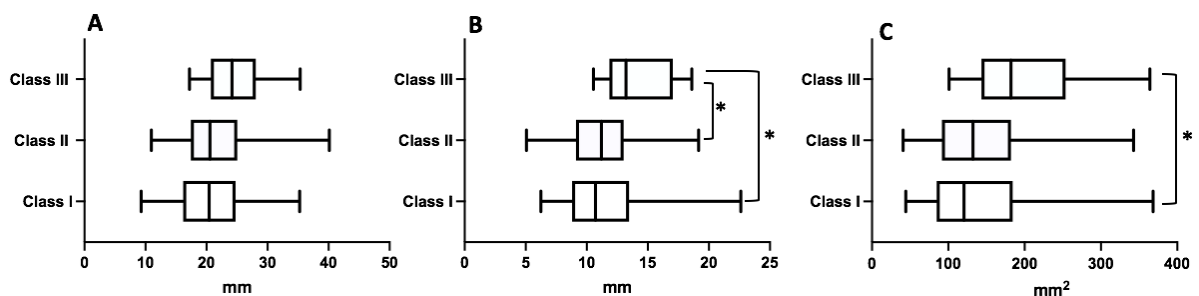 A
Class III
Class II
Class I
0 10 20 30 40 50
mm
B
Class III
Class II
Class I
*
*
0 5 10 15 20 25
mm
C
Class III
Class II
Class I
*
0 100 200 300 400
mm²